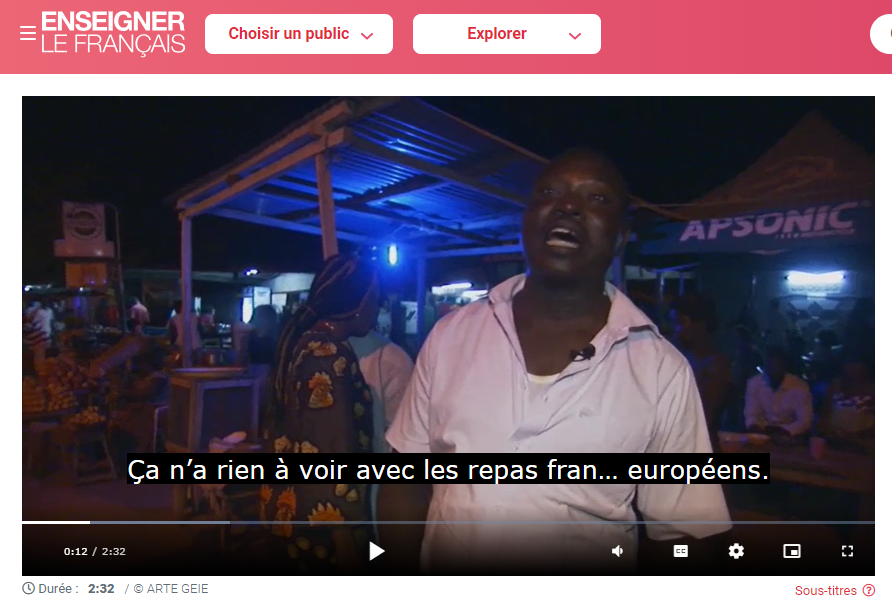 ENSEIGNER
LE FRANÇAIS
Choisir un public
Explorer
APSONIC
Ça n’a rien à voir avec les repas fran… européens.
0:12 / 2:32
CC
Durée : 2:32 / © ARTE GEIE
Sous-titres ?